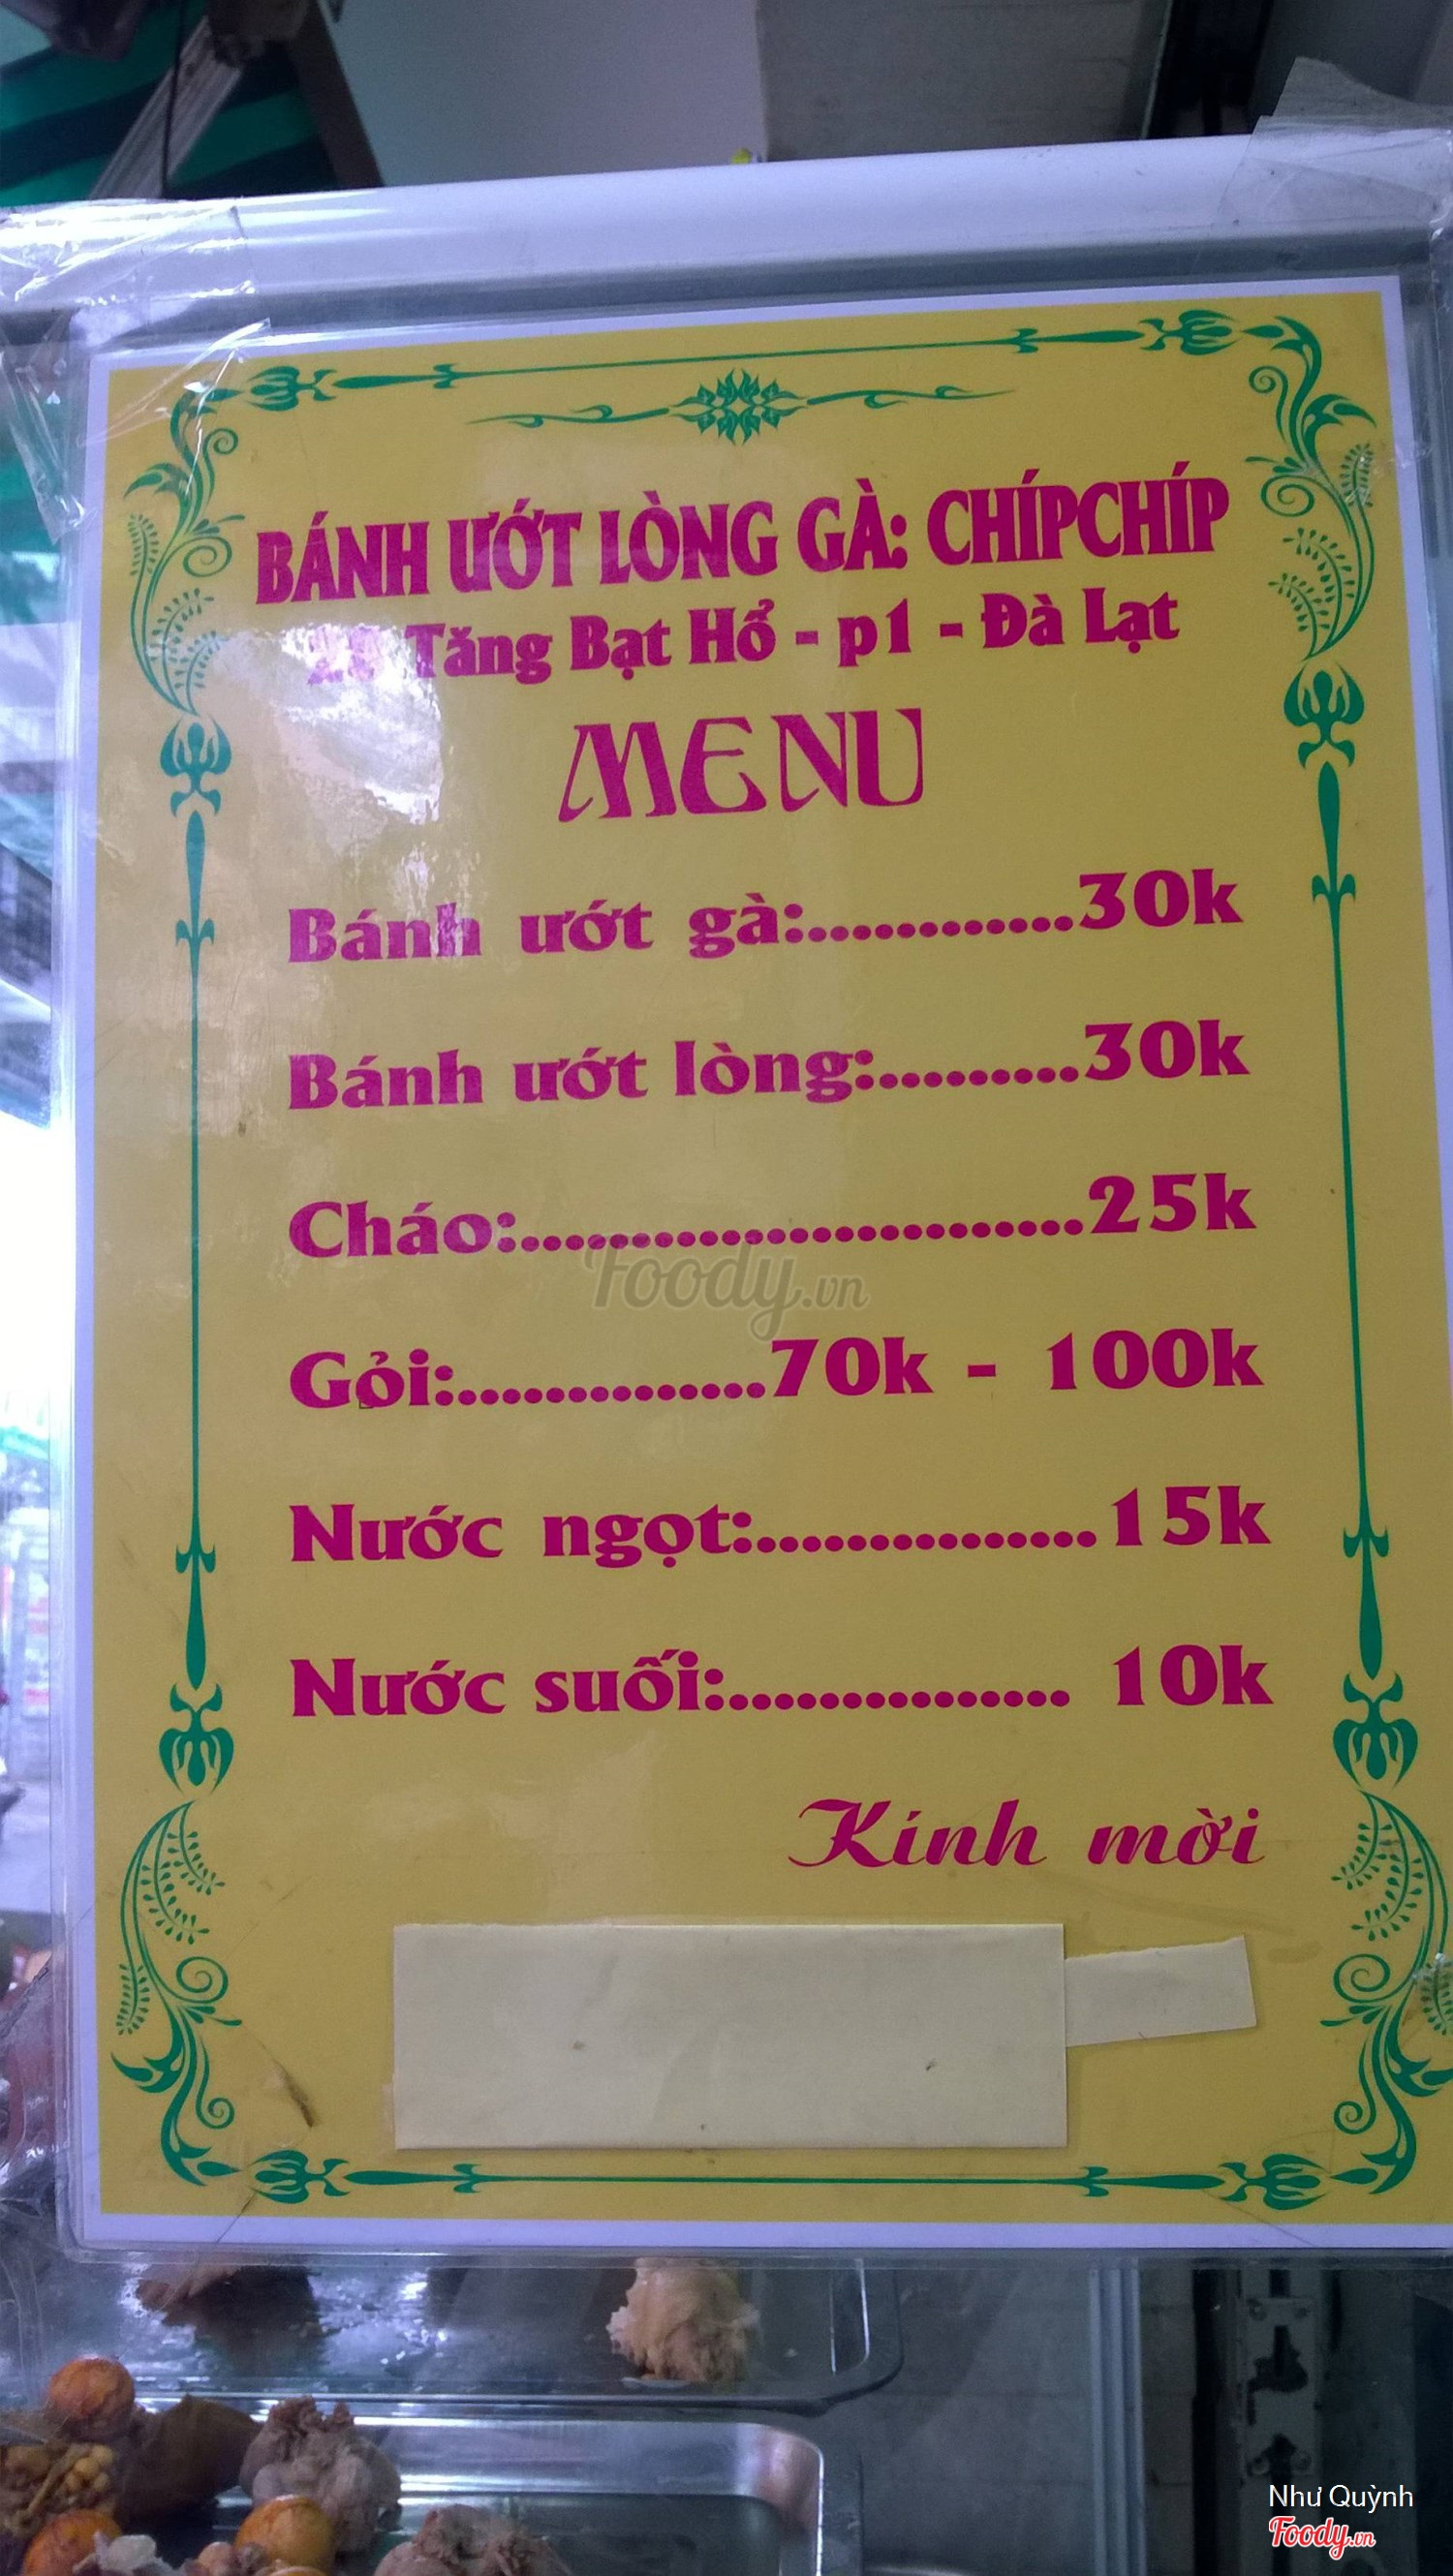 BÁNH ƯỚT LÒNG GÀ: CHÍPCHÍP
Tăng Bạt Hổ - p1 - Đà Lạt
MENU
Bánh ướt gà:............30k
Bánh ướt lòng:.........30k
Cháo:.........................25k
Foody.vn
Gỏi:..............70k - 100k
Nước ngọt:...............15k
Nước suối:............... 10k
Kính mời
Như Quỳnh
Foody.vn